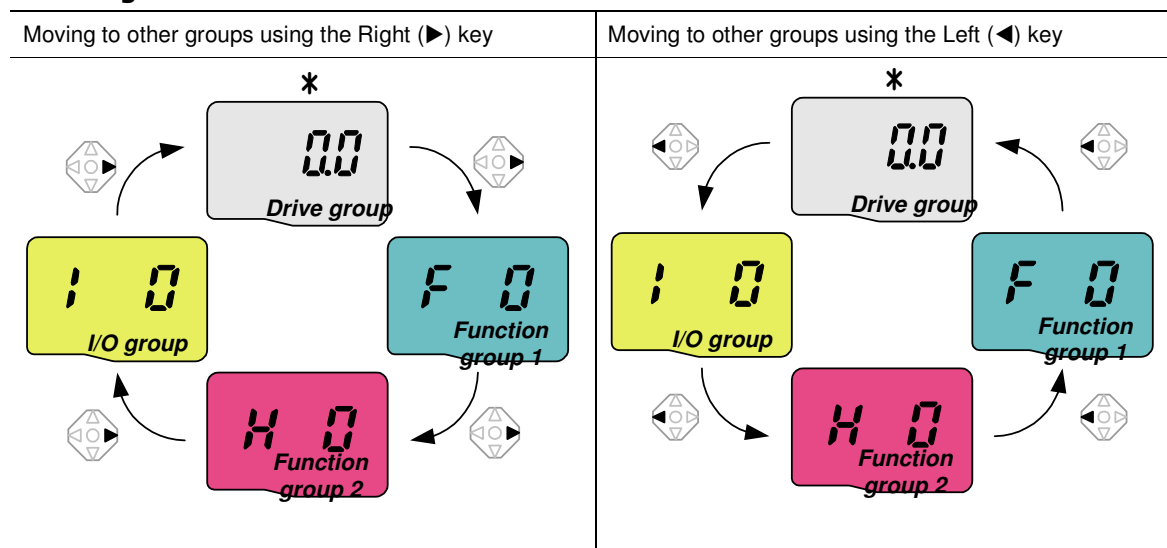 Moving to other groups using the Right (▶) key
Moving to other groups using the Left (◀) key
*
0.0
Drive group
I 0
I/O group
F 0
Function
group 1
H 0
Function
group 2
*
0.0
Drive group
I 0
I/O group
F 0
Function
group 1
H 0
Function
group 2